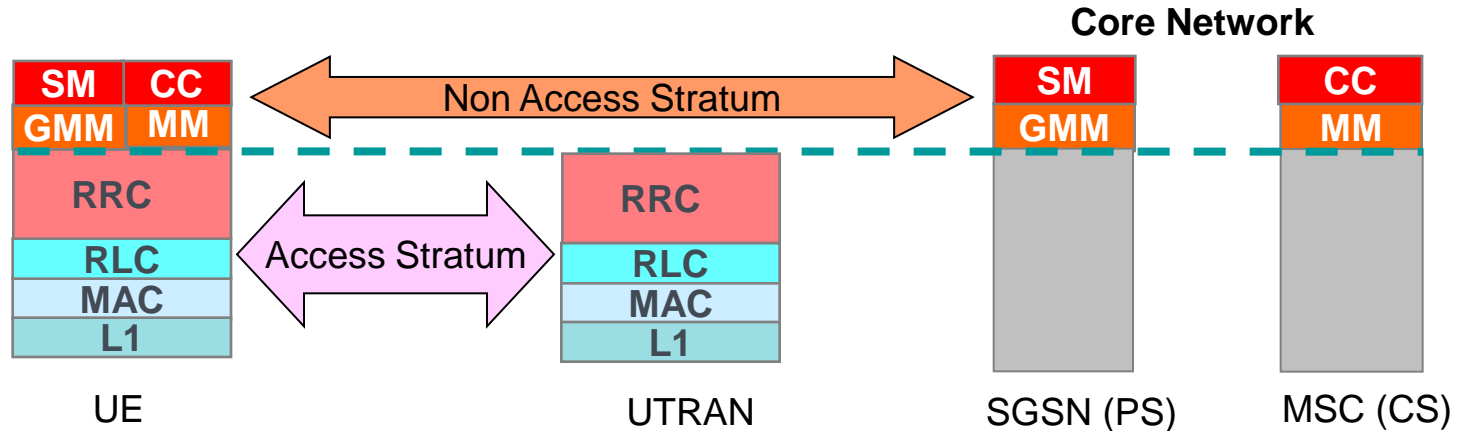 Core Network
SM CC
GMM MM
Non Access Stratum
SM
GMM
CC
MM
RRC
RLC
MAC
L1
Access Stratum
RRC
RLC
MAC
L1
UE
UTRAN
SGSN (PS)
MSC (CS)